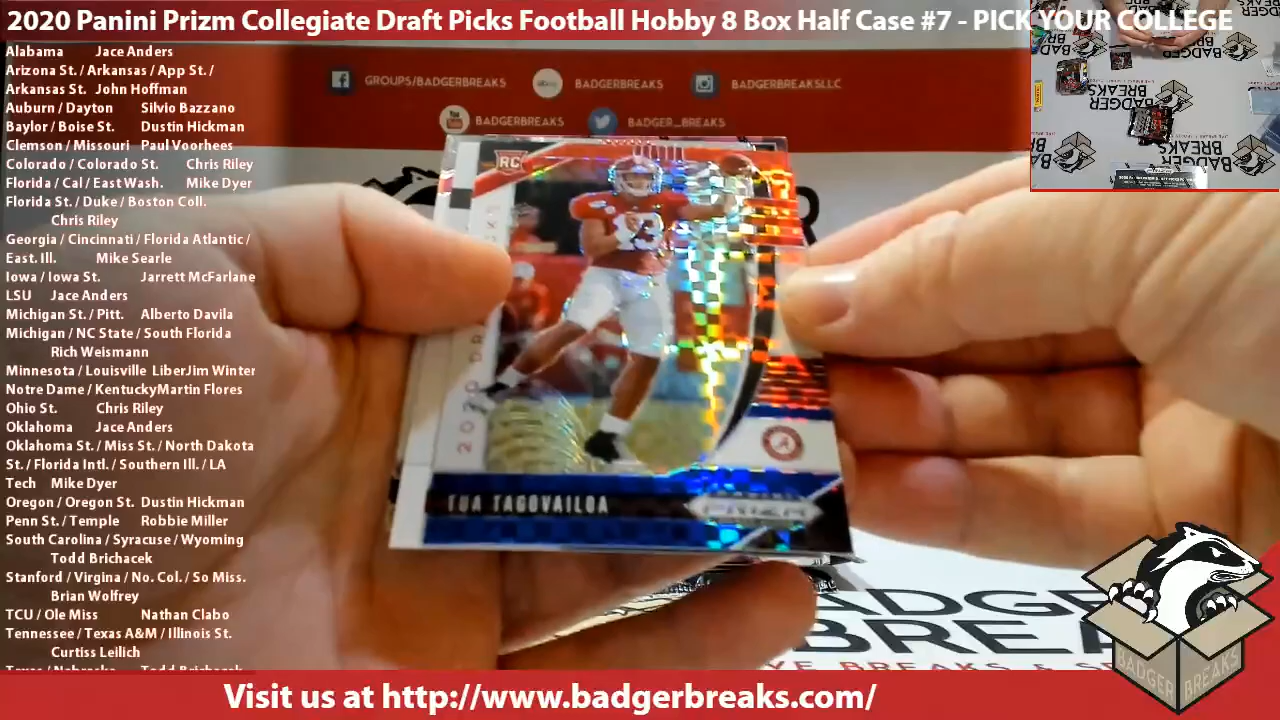 2020 Panini Prizm Collegiate Draft Picks Football Hobby 8 Box Half Case #7 - PICK YOUR COLLEGE
Alabama Jace Anders
Arizona St. / Arkansas / App St. /
Arkansas St. John Hoffman
Auburn / Dayton Silvio Bazzano
Baylor / Boise St. Dustin Hickman
Clemson / Missouri Paul Voorhees
Colorado / Colorado St. Chris Riley
Florida / Cal / East Wash. Mike Dyer
Florida St. / Duke / Boston Coll.
Chris Riley
Georgia / Cincinnati / Florida Atlantic /
East. Ill. Mike Searle
Iowa / Iowa St. Jarrett McFarlane
LSU Jace Anders
Michigan St. / Pitt. Alberto Davila
Michigan / NC State / South Florida
Rich Weismann
Minnesota / Louisville LiberJim Winter
Notre Dame / KentuckyMartin Flores
Ohio St. Chris Riley
Oklahoma Jace Anders
Oklahoma St. / Miss St. / North Dakota
St. / Florida Intl. / Southern Ill. / LA
Tech Mike Dyer
Oregon / Oregon St. Dustin Hickman
Penn St. / Temple Robbie Miller
South Carolina / Syracuse / Wyoming
Todd Brichacek
Stanford / Virgina / No. Col. / So Miss.
Brian Wolfrey
TCU / Ole Miss Nathan Clabo
Tennessee / Texas A&M / Illinois St.
Curtiss Leilich
Texas / Nebraska Todd Brichacek
GROUPS/BADGERBREAKS
BADGERBREAKS
BADGERBREAKSLLC
BADGERBREAKS
BADGER_BREAKS
RC
13
TUA TAGOVAILOA
PRIZM
BADGER
BREAKS
BADGER BREAKS
Visit us at http://www.badgerbreaks.com/